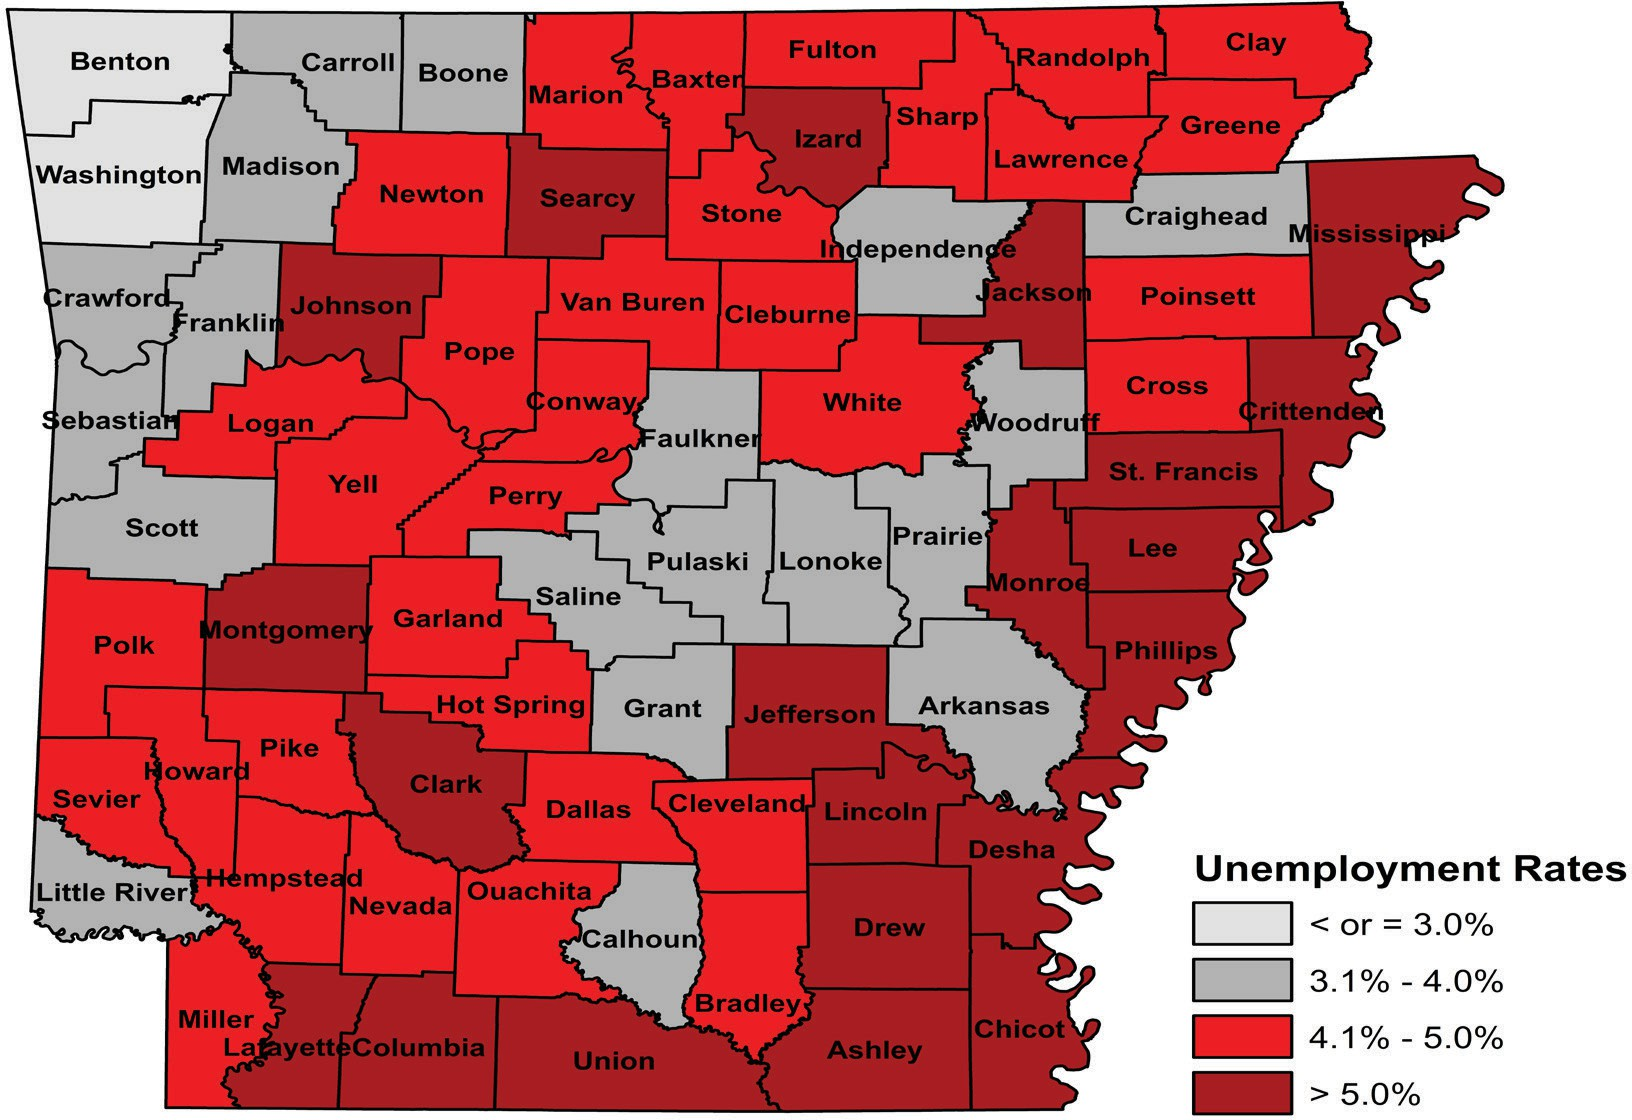 Benton
Carroll
Boone
Marion
Baxter
Fulton
Randolph
Clay
Sharp
Izard
Greene
Lawrence
Washington
Madison
Newton
Searcy
Stone
Independence
Craighead
Mississippi
Crawford
Franklin
Johnson
Pope
Van Buren
Cleburne
Jackson
Poinsett
Sebastian
Logan
Conway
Faulkner
White
Woodruff
Cross
Crittenden
Scott
Yell
Perry
Pulaski
Lonoke
Prairie
St. Francis
Lee
Monroe
Phillips
Polk
Montgomery
Garland
Saline
Hot Spring
Grant
Jefferson
Arkansas
Sevier
Howard
Pike
Clark
Dallas
Cleveland
Lincoln
Desha
Little River
Hempstead
Nevada
Ouachita
Calhoun
Bradley
Drew
Miller
Lafayette
Columbia
Union
Ashley
Chicot
Unemployment Rates
< or = 3.0%
3.1% - 4.0%
4.1% - 5.0%
> 5.0%